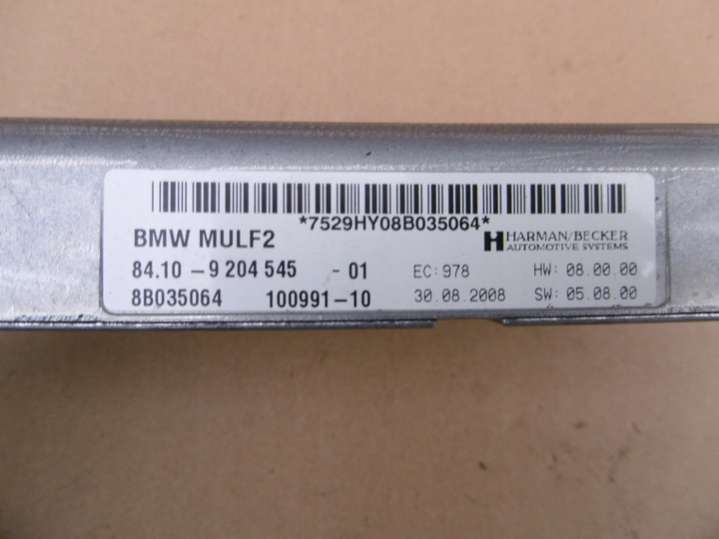 *7529HY08B035064*
BMW MULF2
HARMAN/BECKER
AUTOMOTIVE SYSTEMS
84.10 - 9 204 545 - 01 EC: 978 HW: 08.00.00
8B035064 100991-10 30.08.2008 SW: 05.08.00